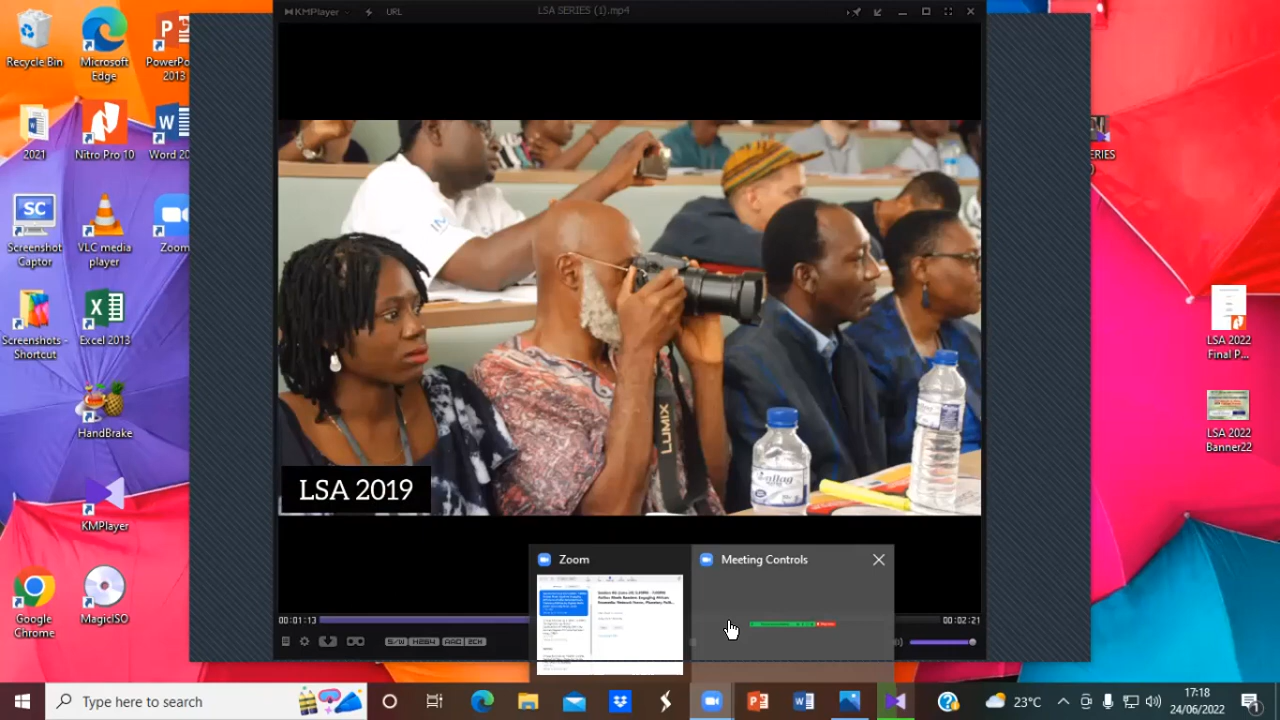 KMPlayer
URL
LSA SERIES (1).mp4
Recycle Bin
Microsoft
Edge
2013
2021
Nitro Pro 10
Screenshot
Captor
VLC media
player
Zoom
Screenshots -
Shortcut
Excel 2013
HandBrake
KMPlayer
Google
Chrome
MagicISO
LSA 2022
Final P...
LSA 2022
Banner22
LUMIX
LSA 2019
Zoom
Meeting Controls
00:01:13
00:02:21
S/W
H264
AAC
2CH
Type here to search
23°C
17:18
24/06/2022